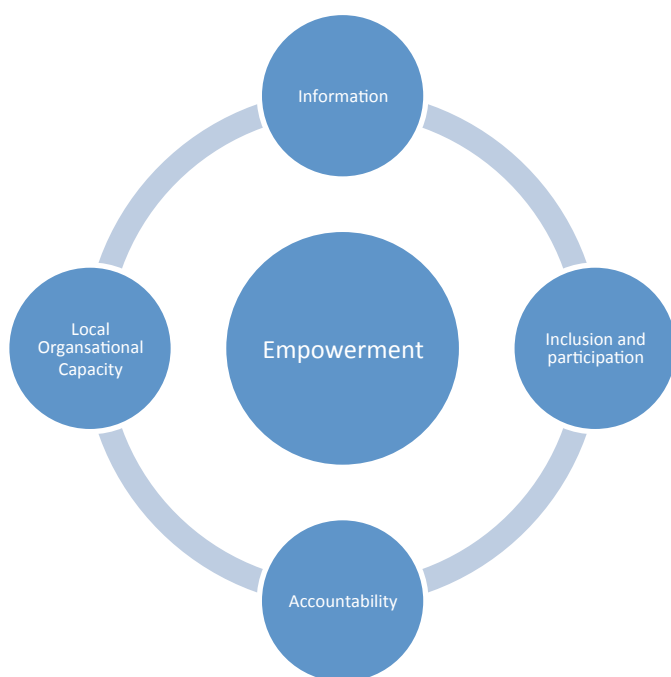 Information
Local
Organsational
Capacity
Empowerment
Inclusion and
participation
Accountability